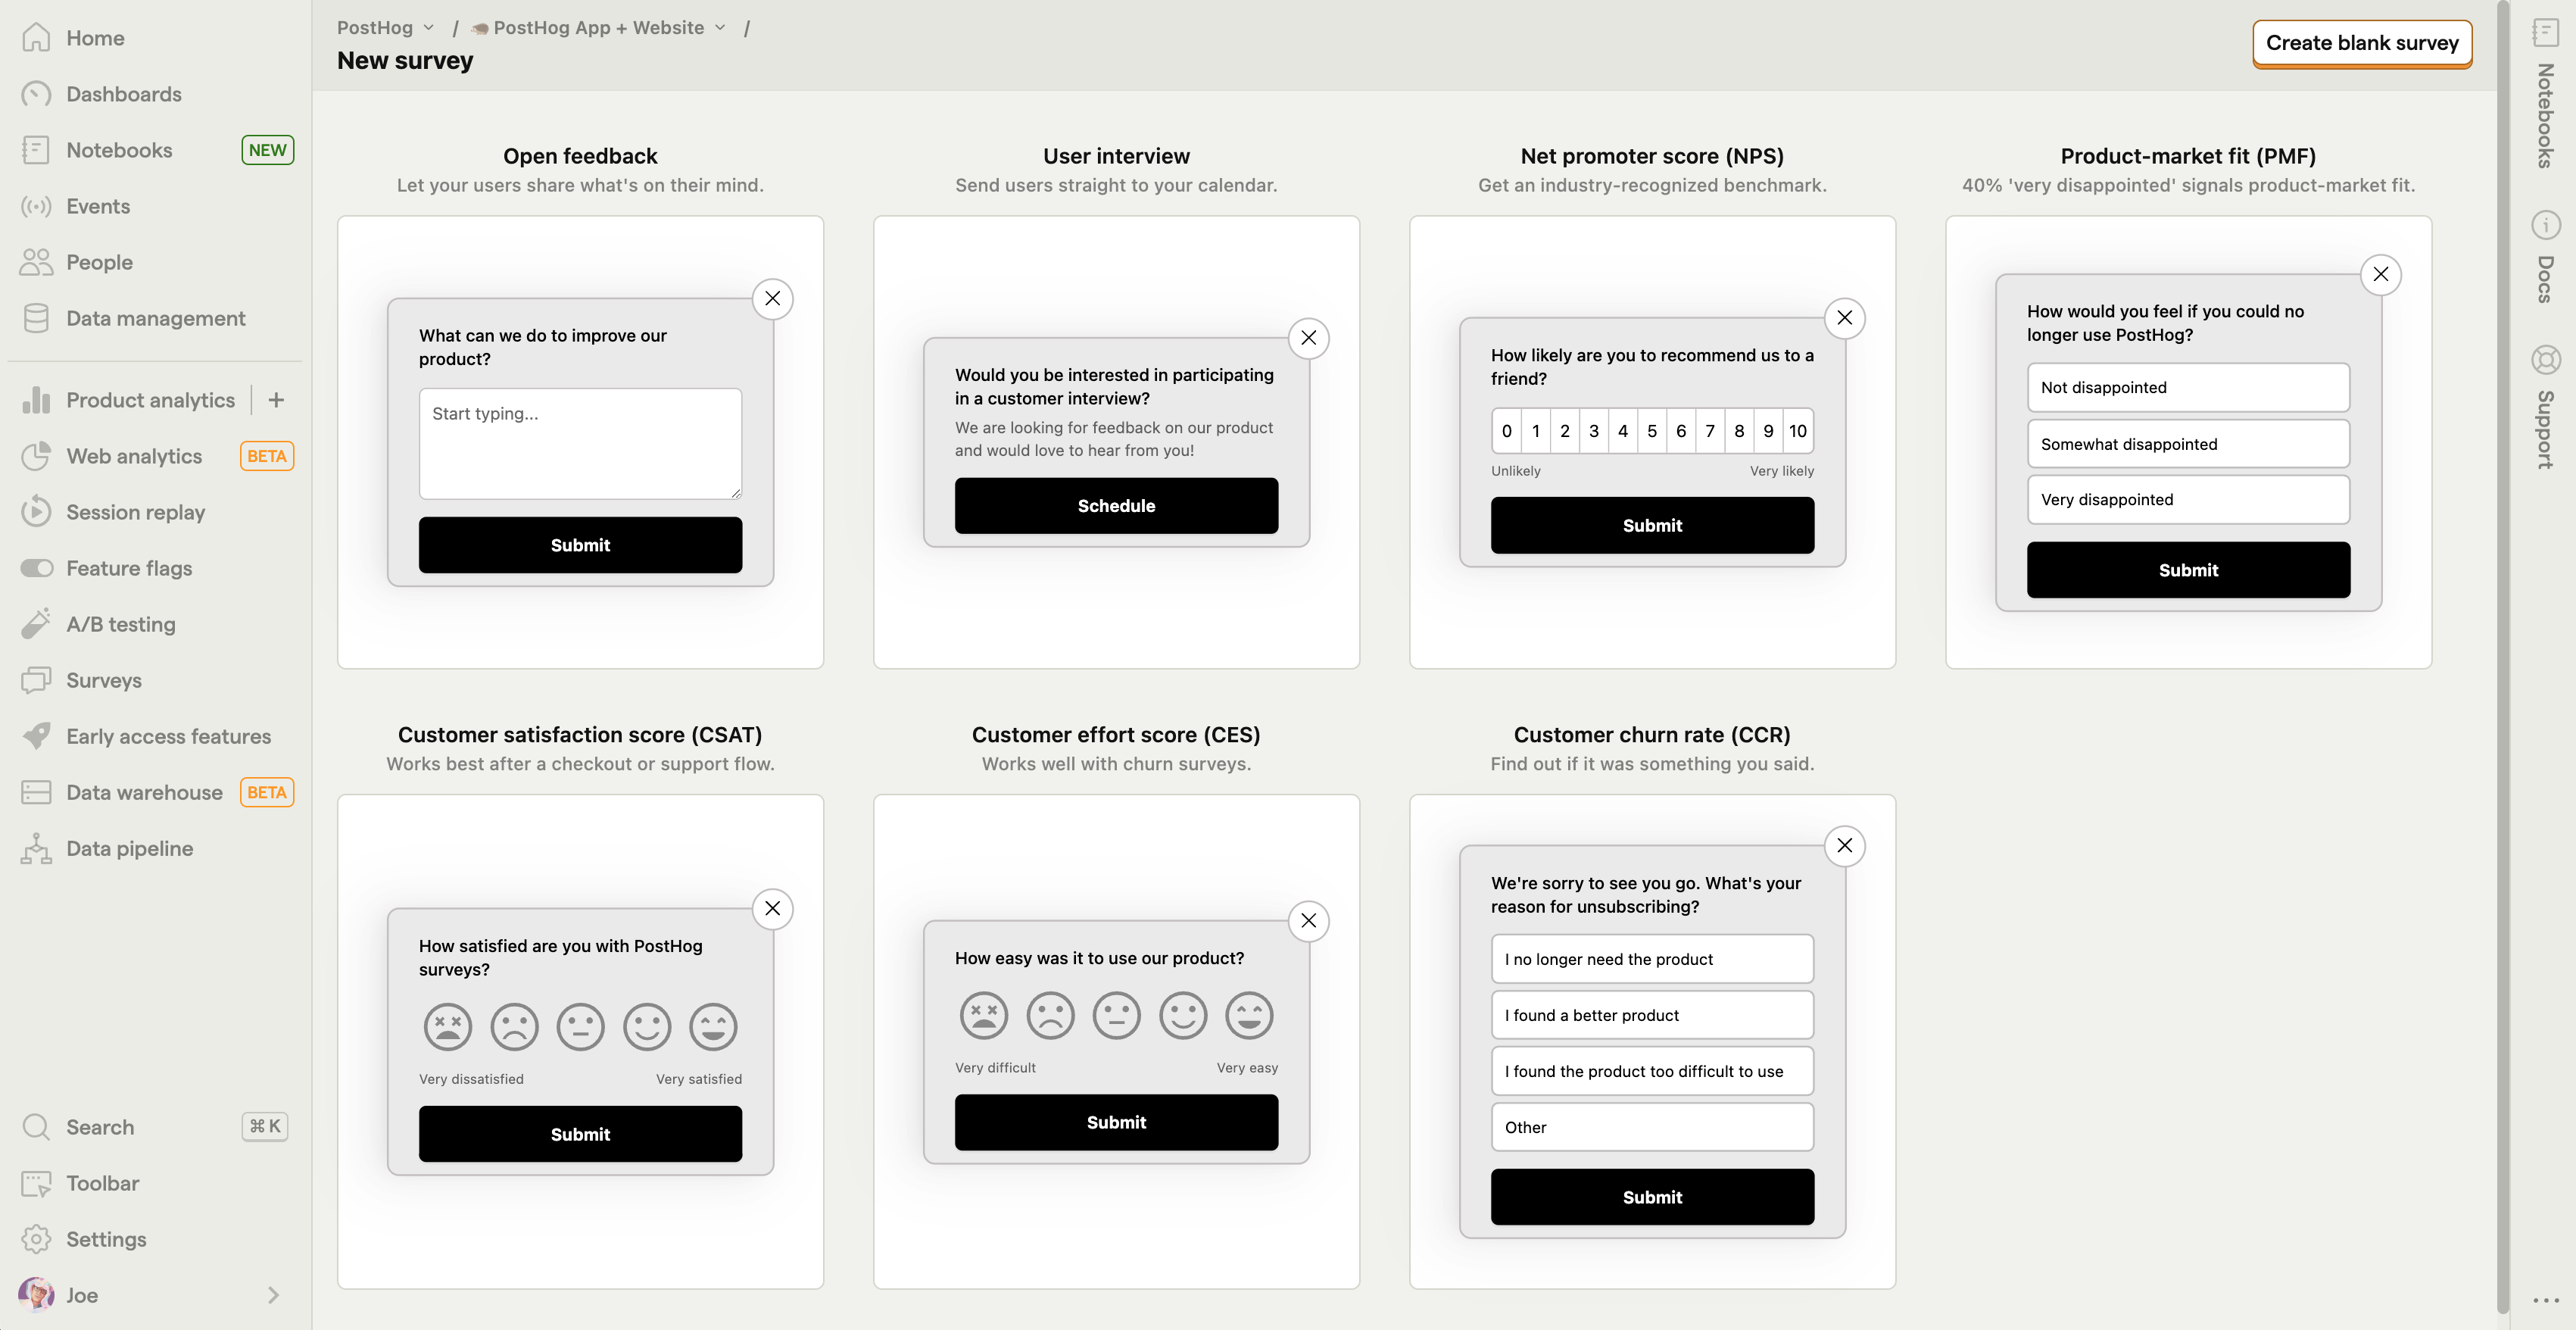 Home
Dashboards
Notebooks NEW
Events
People
Data management
Product analytics +
Web analytics BETA
Session replay
Feature flags
A/B testing
Surveys
Early access features
Data warehouse BETA
Data pipeline
Search ⌘ K
Toolbar
Settings
Joe
PostHog / PostHog App + Website /
New survey
Create blank survey
Open feedback
Let your users share what's on their mind.
What can we do to improve our
product?
Start typing...
Submit
User interview
Send users straight to your calendar.
Would you be interested in participating
in a customer interview?
We are looking for feedback on our product
and would love to hear from you!
Schedule
Net promoter score (NPS)
Get an industry-recognized benchmark.
How likely are you to recommend us to a
friend?
0 1 2 3 4 5 6 7 8 9 10
Unlikely Very likely
Submit
Product-market fit (PMF)
40% 'very disappointed' signals product-market fit.
How would you feel if you could no
longer use PostHog?
Not disappointed
Somewhat disappointed
Very disappointed
Submit
Customer satisfaction score (CSAT)
Works best after a checkout or support flow.
How satisfied are you with PostHog
surveys?
Very dissatisfied Very satisfied
Submit
Customer effort score (CES)
Works well with churn surveys.
How easy was it to use our product?
Very difficult Very easy
Submit
Customer churn rate (CCR)
Find out if it was something you said.
We're sorry to see you go. What's your
reason for unsubscribing?
I no longer need the product
I found a better product
I found the product too difficult to use
Other
Submit
Notebooks
Docs
Support